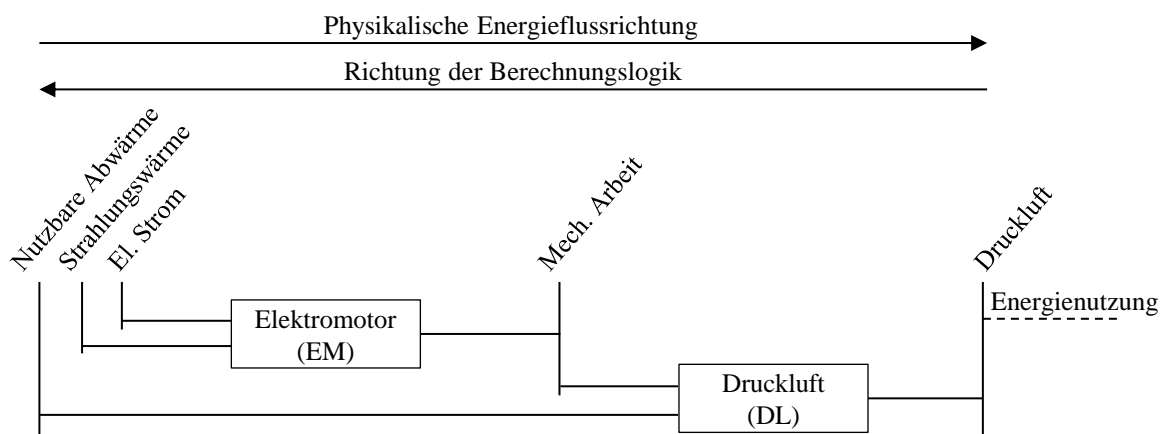 Physikalische Energieflussrichtung
Richtung der Berechnungslogik
Nutzbare Abwärme
Strahlungswärme
El. Strom
Mech. Arbeit
Druckluft
Energienutzung
Elektromotor
(EM)
Druckluft
(DL)